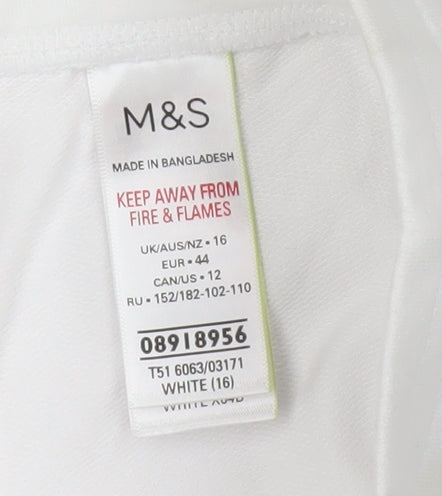 M&S
MADE IN BANGLADESH
KEEP AWAY FROM
FIRE & FLAMES
UK/AUS/NZ • 16
EUR • 44
CAN/US • 12
RU • 152/182-102-110
08918956
T51 6063/03171
WHITE (16)
WHITE